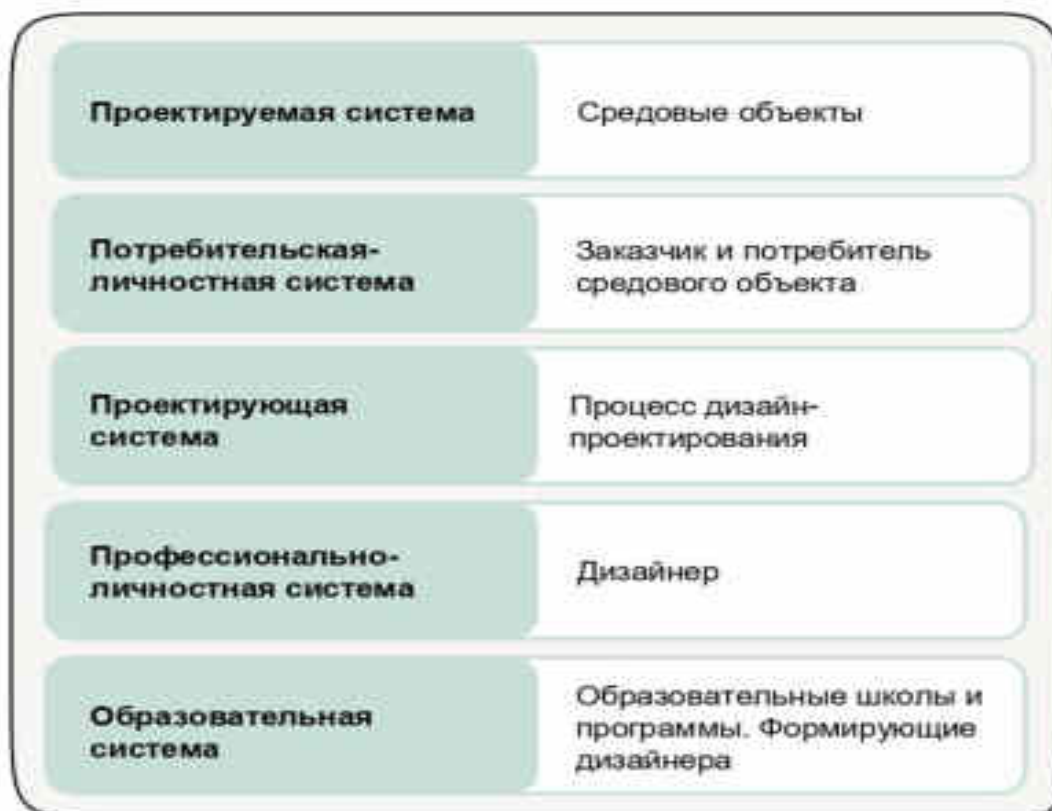 Проектируемая система
Средовые объекты
Потребительская-
личностная система
Заказчик и потребитель
средового объекта
Проектирующая
система
Процесс дизайн-
проектирования
Профессионально-
личностная система
Дизайнер
Образовательная
система
Образовательные школы и
программы. Формирующие
дизайнера